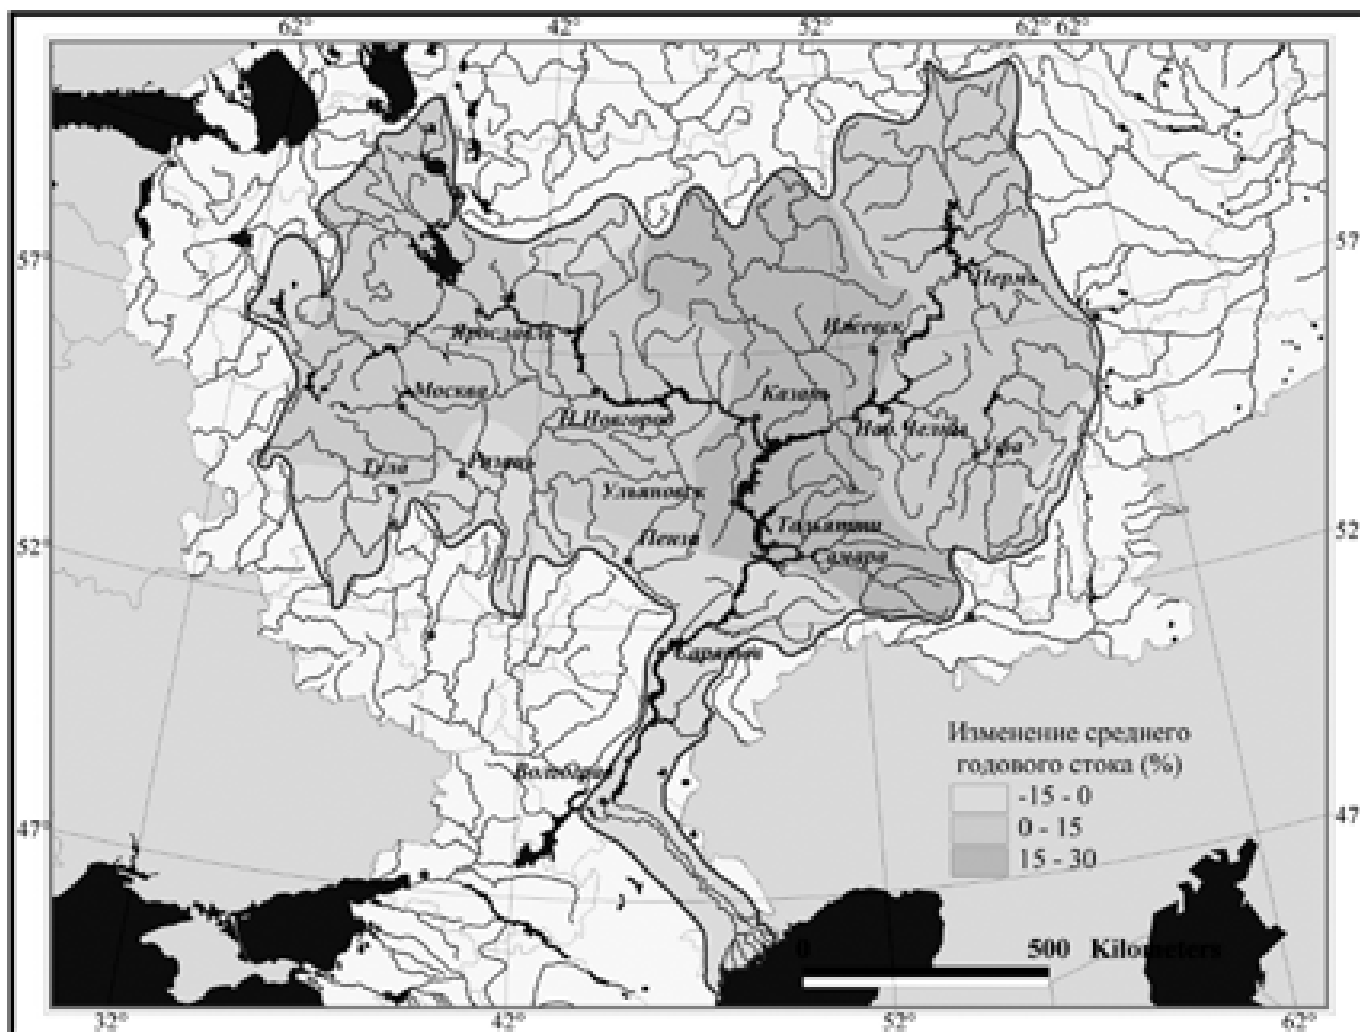 62° 42° 52° 62° 62°
57° 57
Пермь
Ижевск
Ярославль
Москва
Казань
Н.Новгород
Наб.Челны
Уфа
Тула
Рязань
Ульяновск
52° 52
Тольятти
Пенза
Самара
Саратов
Изменение среднего
годового стока (%)
Волгоград
-15 - 0
47° 47
0 - 15
15 - 30
0 500 Kilometers
32° 42° 52° 62°